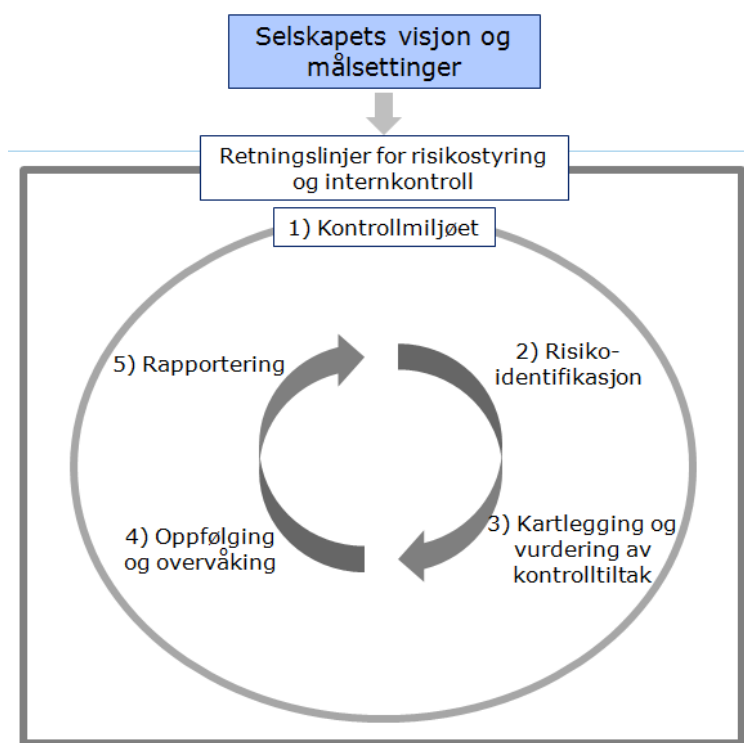 Selskapets visjon og
målsettinger
Retningslinjer for risikostyring
og internkontroll
1) Kontrollmiljøet
2) Risiko-
identifikasjon
3) Kartlegging og
vurdering av
kontrolltiltak
4) Oppfølging
og overvåking
5) Rapportering